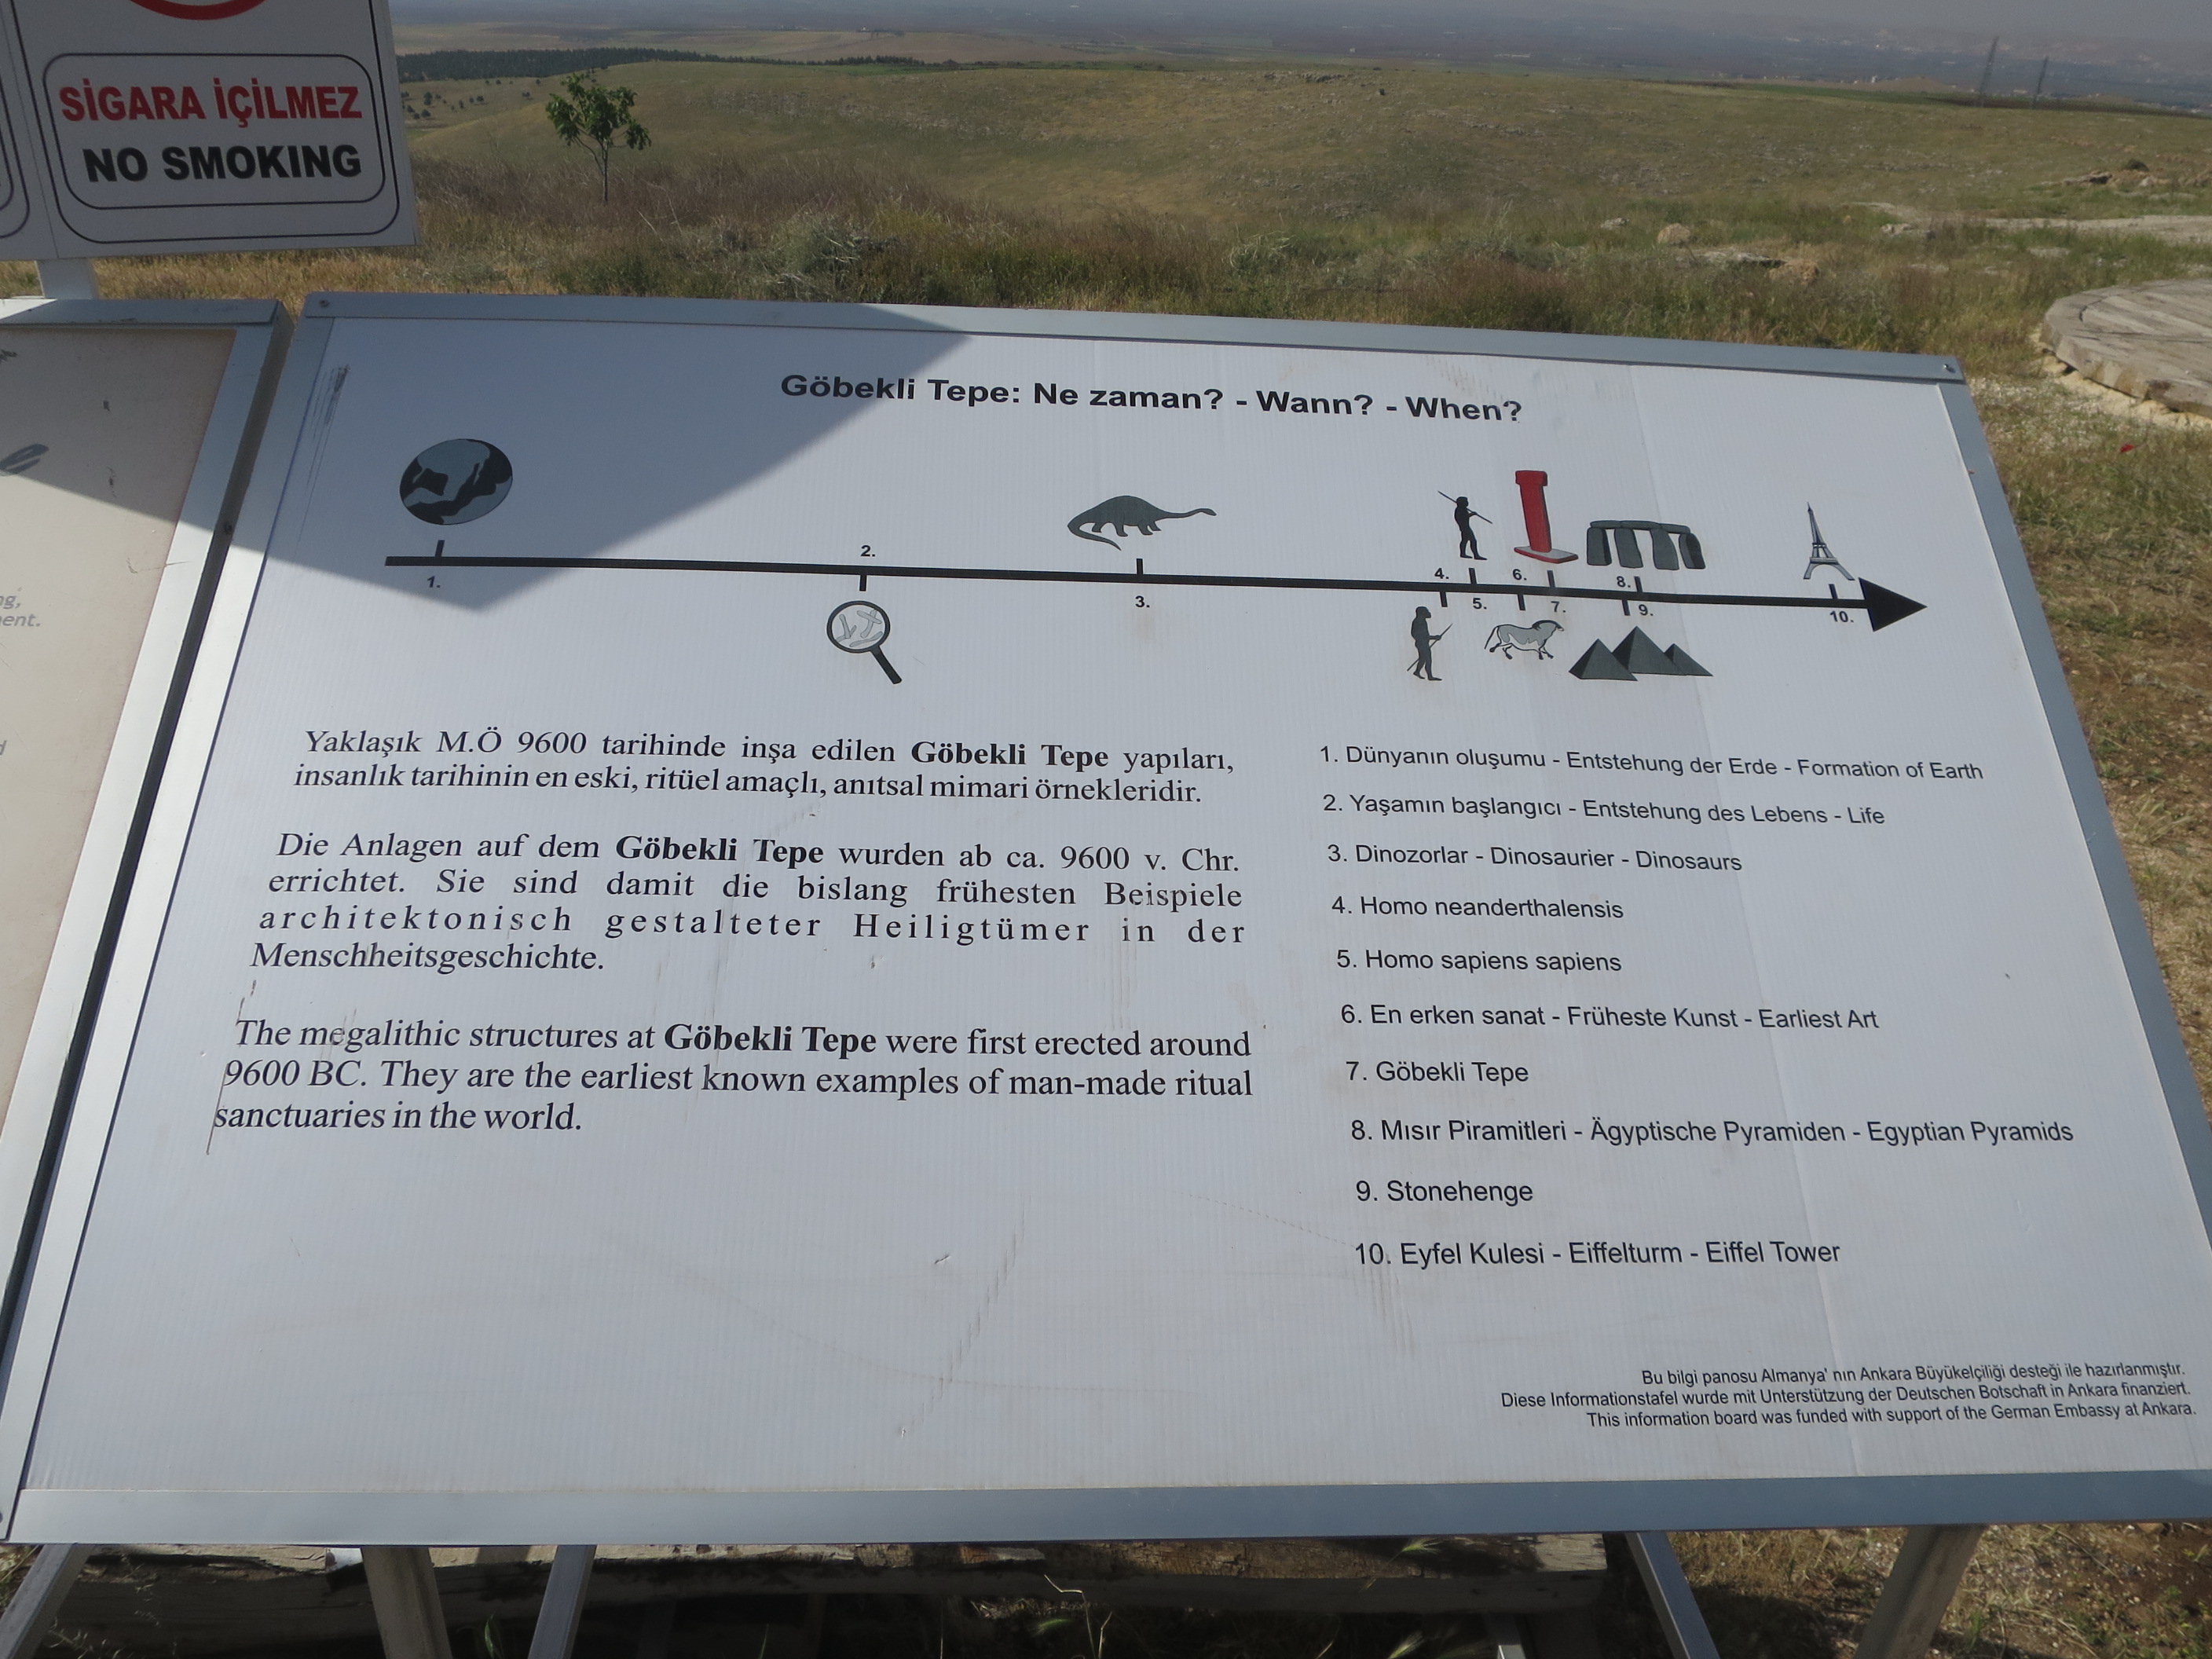 SİGARA İÇİLMEZ
NO SMOKING
ent.
Göbekli Tepe: Ne zaman? - Wann? - When?
1.
2.
3.
4.
5.
6.
7.
8.
9.
10.
Yaklaşık M.Ö 9600 tarihinde inşa edilen Göbekli Tepe yapıları,
insanlık tarihinin en eski, ritüel amaçlı, anıtsal mimari örnekleridir.
Die Anlagen auf dem Göbekli Tepe wurden ab ca. 9600 v. Chr.
errichtet. Sie sind damit die bislang frühesten Beispiele
architektonisch gestalteter Heiligtümer in der
Menschheitsgeschichte.
The megalithic structures at Göbekli Tepe were first erected around
9600 BC. They are the earliest known examples of man-made ritual
sanctuaries in the world.
1. Dünyanın oluşumu - Entstehung der Erde - Formation of Earth
2. Yaşamın başlangıcı - Entstehung des Lebens - Life
3. Dinozorlar - Dinosaurier - Dinosaurs
4. Homo neanderthalensis
5. Homo sapiens sapiens
6. En erken sanat - Früheste Kunst - Earliest Art
7. Göbekli Tepe
8. Mısır Piramitleri - Ägyptische Pyramiden - Egyptian Pyramids
9. Stonehenge
10. Eyfel Kulesi - Eiffelturm - Eiffel Tower
Bu bilgi panosu Almanya' nın Ankara Büyükelçiliği desteği ile hazırlanmıştır.
Diese Informationstafel wurde mit Unterstützung der Deutschen Botschaft in Ankara finanziert.
This information board was funded with support of the German Embassy at Ankara.